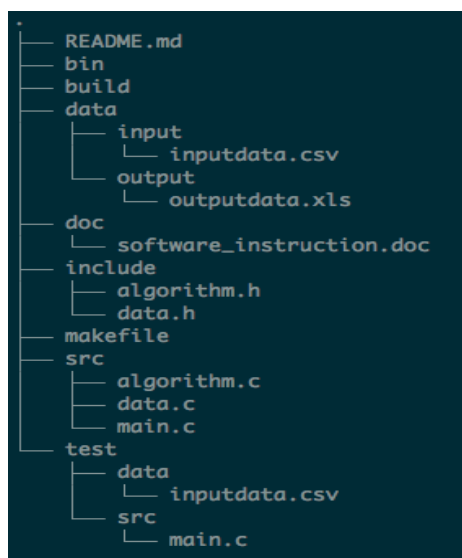 .
├── README.md
├── bin
├── build
├── data
│   ├── input
│   │   └── inputdata.csv
│   └── output
│       └── outputdata.xls
├── doc
│   └── software_instruction.doc
├── include
│   ├── algorithm.h
│   └── data.h
├── makefile
├── src
│   ├── algorithm.c
│   ├── data.c
│   └── main.c
└── test
    ├── data
    │   └── inputdata.csv
    └── src
        └── main.c